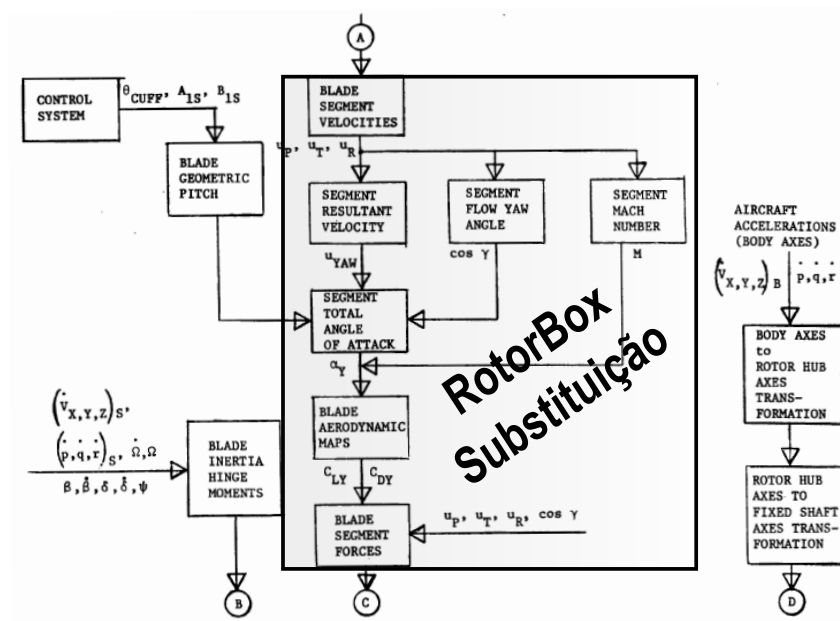 A
CONTROL
SYSTEM
θCUFF, A1S, B1S
BLADE
GEOMETRIC
PITCH
BLADE
SEGMENT
VELOCITIES
uP, uT, uR
SEGMENT
RESULTANT
VELOCITY
SEGMENT
FLOW YAW
ANGLE
SEGMENT
MACH
NUMBER
uYAW
cos γ
M
SEGMENT
TOTAL
ANGLE
OF ATTACK
αY
BLADE
AERODYNAMIC
MAPS
CLY CDY
BLADE
SEGMENT
FORCES
uP, uT, uR, cos γ
C
RotorBox
Substituição
(V̇X,Y,Z)S,
(ṗ,q̇,ṙ)S, Ω̇,Ω
β,β̇,δ,δ̇,ψ
BLADE
INERTIA
HINGE
MOMENTS
B
AIRCRAFT
ACCELERATIONS
(BODY AXES)
(V̇X,Y,Z)B ṗ,q̇,ṙ
BODY AXES
to
ROTOR HUB
AXES
TRANS-
FORMATION
ROTOR HUB
AXES TO
FIXED SHAFT
AXES TRANS-
FORMATION
D